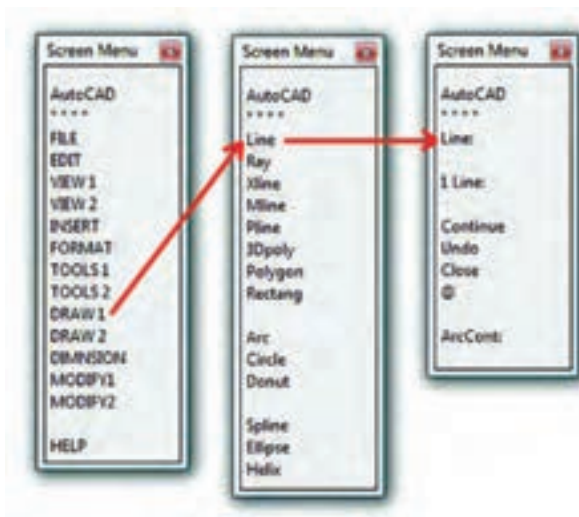 Screen Menu
AutoCAD
* * * *
FILE
EDIT
VIEW 1
VIEW 2
INSERT
FORMAT
TOOLS 1
TOOLS 2
DRAW 1
DRAW 2
DIMNSION
MODIFY1
MODIFY2
HELP
Screen Menu
AutoCAD
* * * *
Line
Ray
Xline
Mline
Pline
3Dpoly
Polygon
Rectang
Arc
Circle
Donut
Spline
Ellipse
Helix
Screen Menu
AutoCAD
* * * *
Line:
1 Line:
Continue
Undo
Close
@
ArcCont: